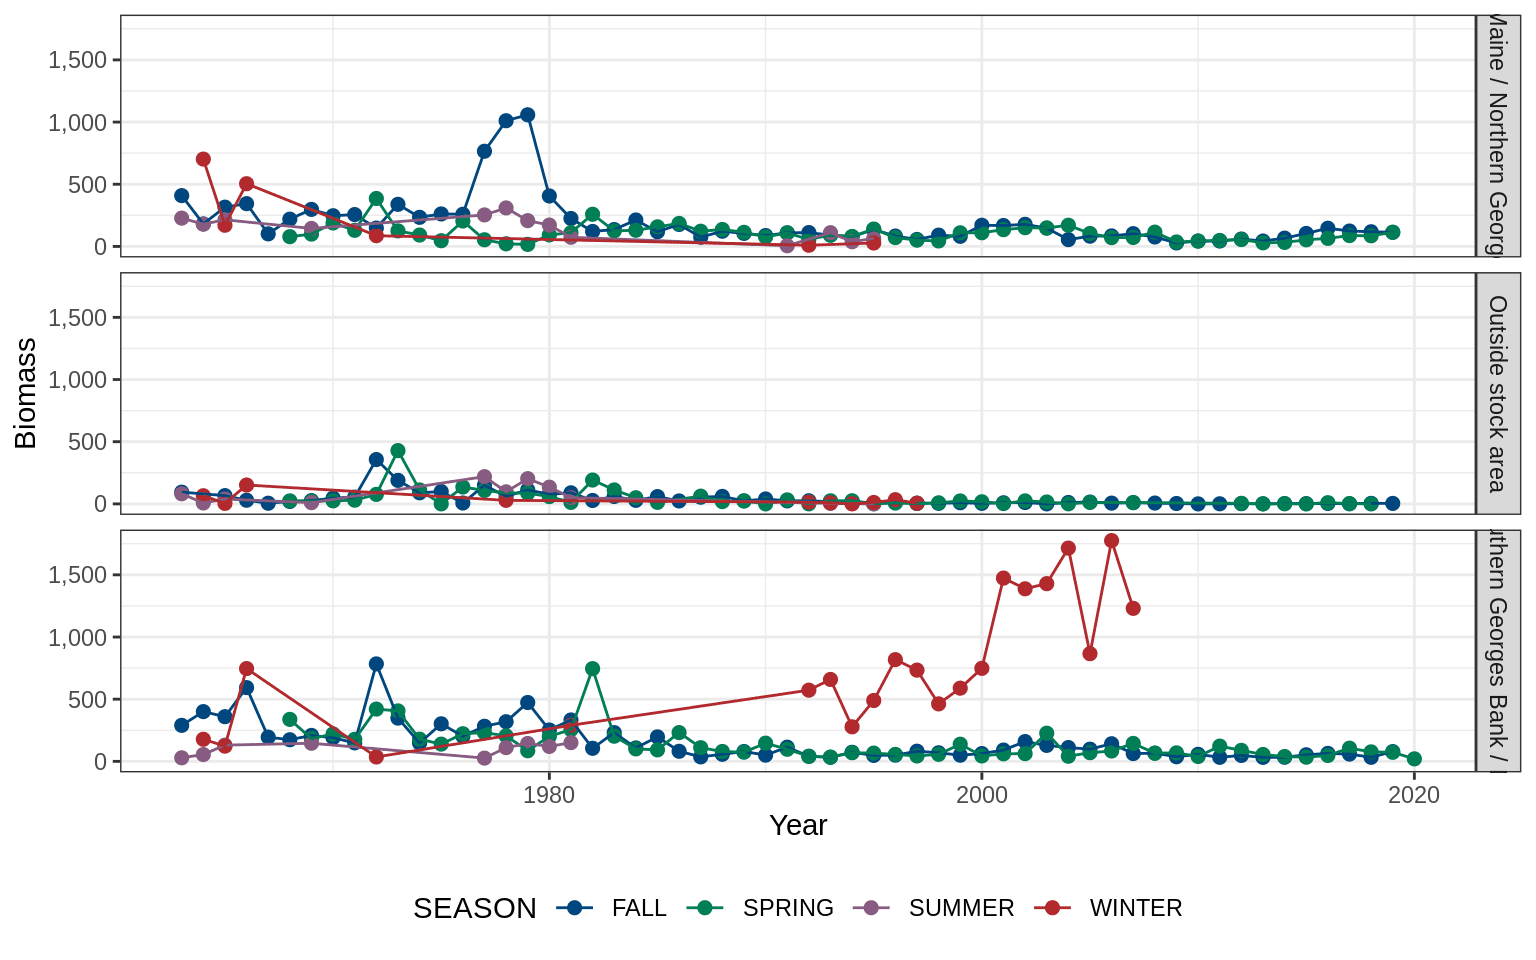 1,500
1,000
500
0
Maine / Northern Georg
1,500
1,000
500
0
Outside stock area
Biomass
1,500
1,000
500
0
uthern Georges Bank /
1980
2000
2020
Year
SEASON FALL SPRING SUMMER WINTER